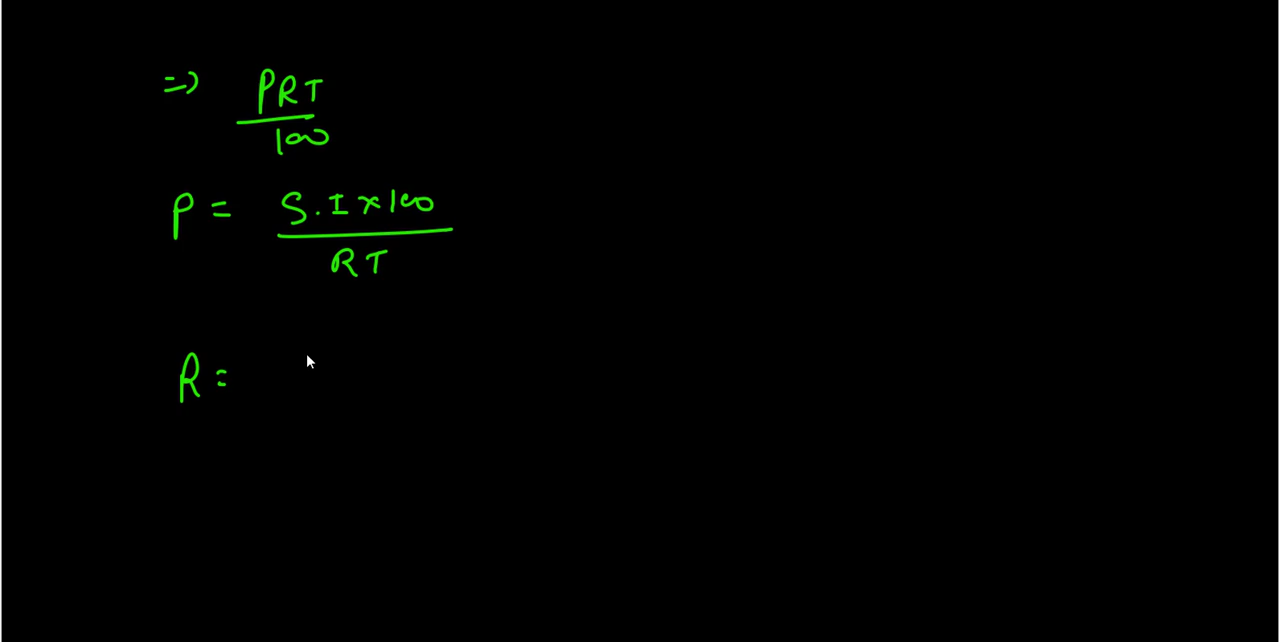 => PRT
100
P = S.I×100
RT
R =